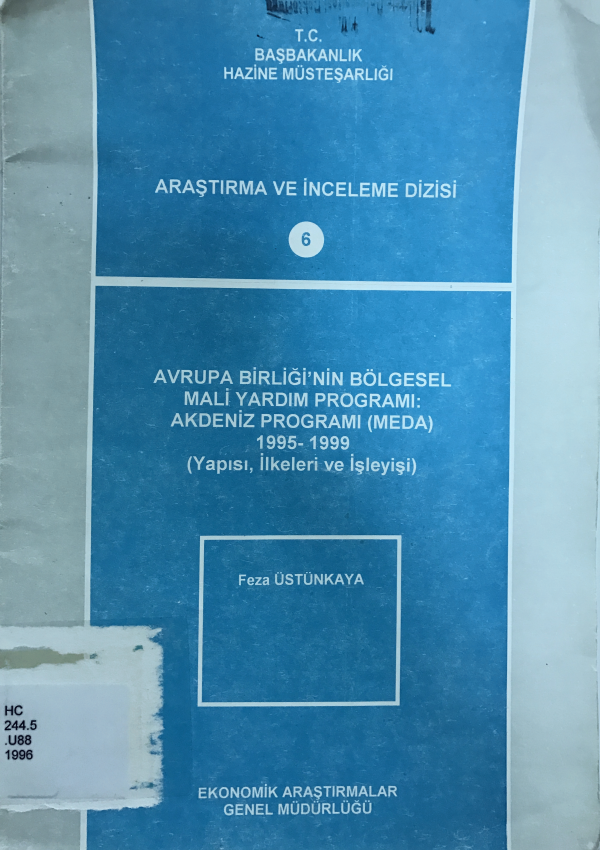 T.C.
BAŞBAKANLIK
HAZİNE MÜSTEŞARLIĞI
ARAŞTIRMA VE İNCELEME DİZİSİ
6
AVRUPA BİRLİĞİ'NİN BÖLGESEL
MALİ YARDIM PROGRAMI:
AKDENİZ PROGRAMI (MEDA)
1995- 1999
(Yapısı, İlkeleri ve İşleyişi)
Feza ÜSTÜNKAYA
HC
244.5
.U88
1996
EKONOMİK ARAŞTIRMALAR
GENEL MÜDÜRLÜĞÜ